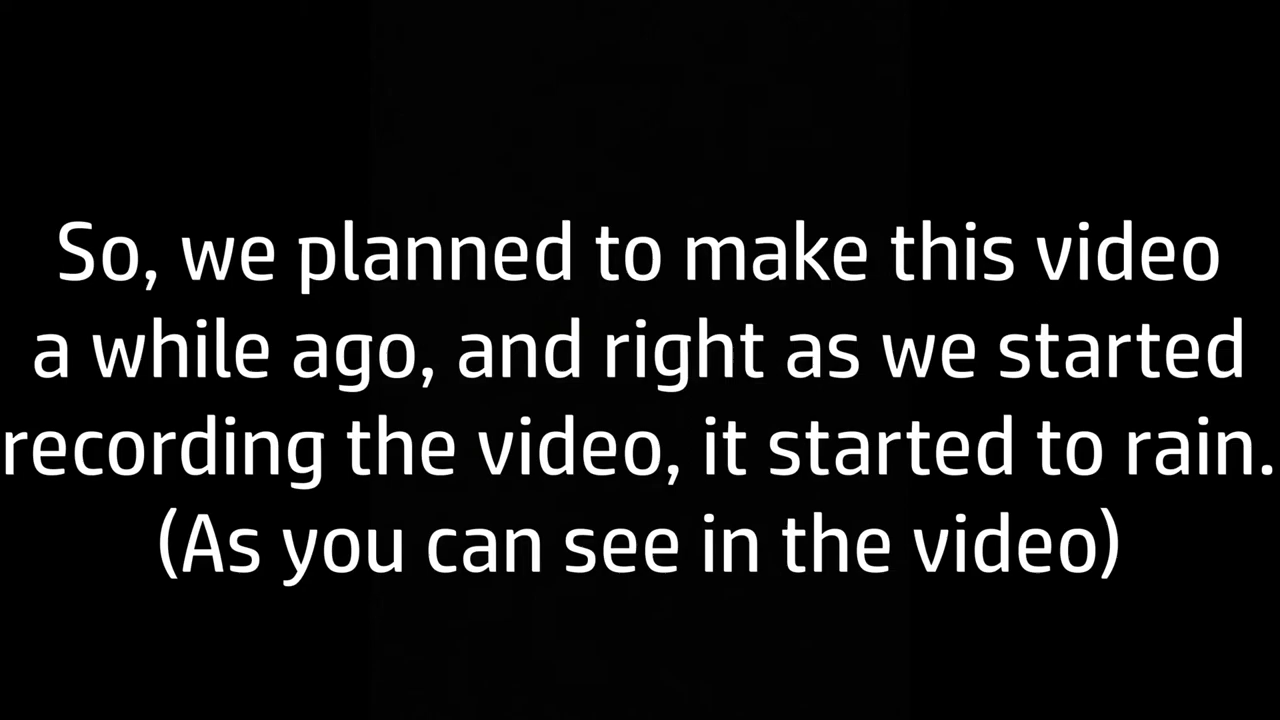 So, we planned to make this video
a while ago, and right as we started
recording the video, it started to rain.
(As you can see in the video)